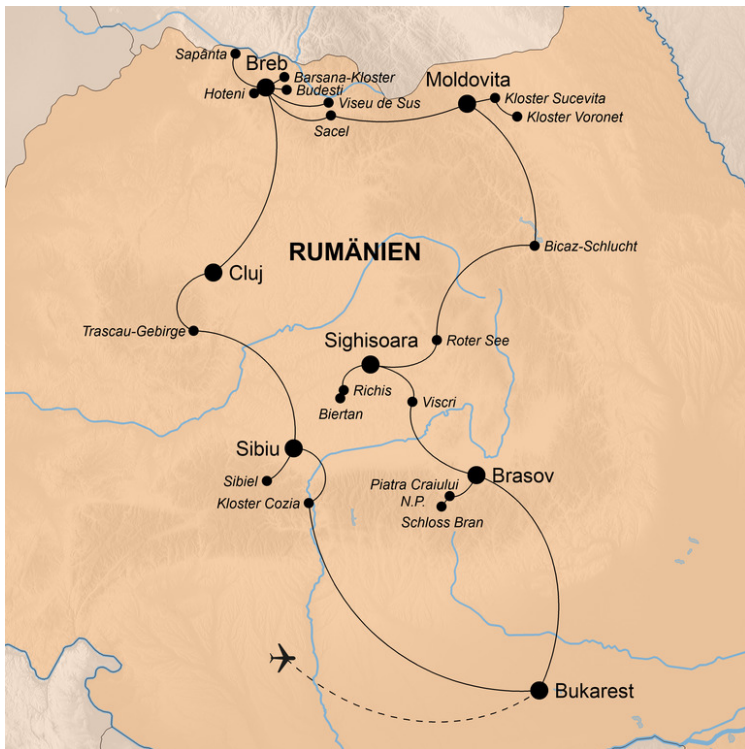 Sapânta
Breb
Barsana-Kloster
Hoteni
Budesti
Viseu de Sus
Sacel
Moldovita
Kloster Sucevita
Kloster Voronet
Bicaz-Schlucht
RUMÄNIEN
Cluj
Trascau-Gebirge
Sighisoara
Roter See
Richis
Biertan
Viscri
Sibiu
Sibiel
Kloster Cozia
Brasov
Piatra Craiului
N.P.
Schloss Bran
Bukarest